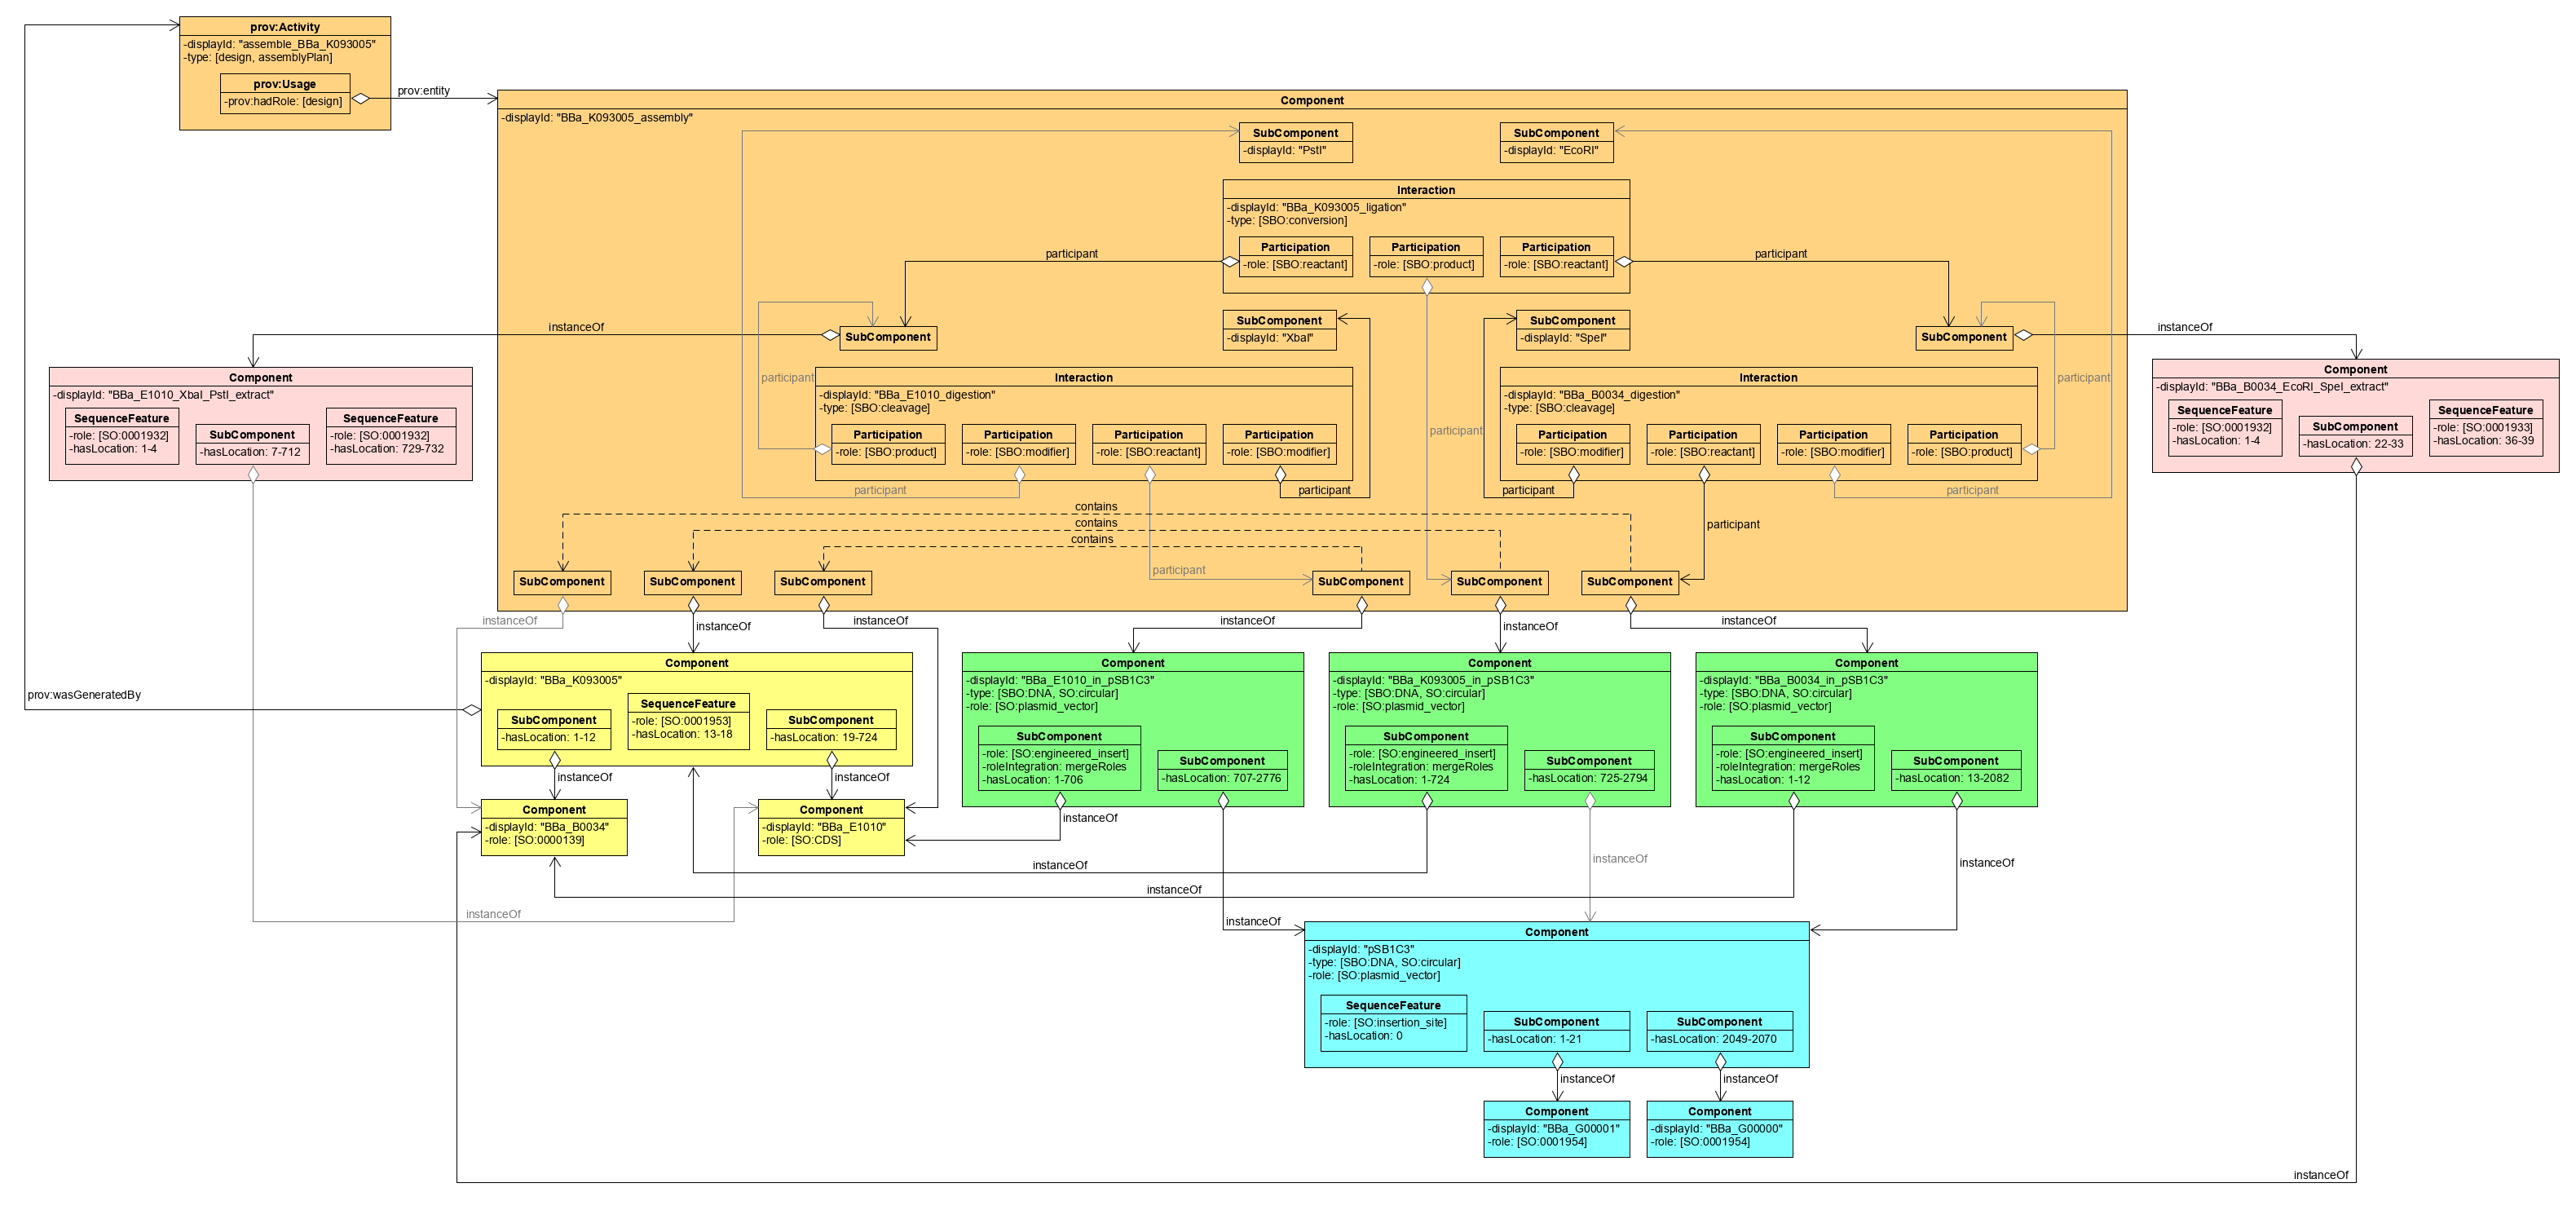 prov:Activity
-displayId: "assemble_BBa_K093005"
-type: [design, assemblyPlan]
prov:Usage
-prov:hadRole: [design]
prov:entity
Component
-displayId: "BBa_K093005_assembly"
SubComponent
-displayId: "PstI"
SubComponent
-displayId: "EcoRI"
Interaction
-displayId: "BBa_K093005_ligation"
-type: [SBO:conversion]
Participation
-role: [SBO:reactant]
Participation
-role: [SBO:product]
Participation
-role: [SBO:reactant]
participant
participant
SubComponent
SubComponent
-displayId: "XbaI"
SubComponent
-displayId: "SpeI"
SubComponent
instanceOf
instanceOf
Component
-displayId: "BBa_E1010_XbaI_PstI_extract"
SequenceFeature
-role: [SO:0001932]
-hasLocation: 1-4
SubComponent
-hasLocation: 7-712
SequenceFeature
-role: [SO:0001932]
-hasLocation: 729-732
participant
Interaction
-displayId: "BBa_E1010_digestion"
-type: [SBO:cleavage]
Participation
-role: [SBO:product]
Participation
-role: [SBO:modifier]
Participation
-role: [SBO:reactant]
Participation
-role: [SBO:modifier]
participant
participant
participant
Interaction
-displayId: "BBa_B0034_digestion"
-type: [SBO:cleavage]
Participation
-role: [SBO:modifier]
Participation
-role: [SBO:reactant]
Participation
-role: [SBO:modifier]
Participation
-role: [SBO:product]
participant
participant
participant
Component
-displayId: "BBa_B0034_EcoRI_SpeI_extract"
SequenceFeature
-role: [SO:0001932]
-hasLocation: 1-4
SubComponent
-hasLocation: 22-33
SequenceFeature
-role: [SO:0001933]
-hasLocation: 36-39
contains
contains
contains
participant
participant
SubComponent
SubComponent
SubComponent
SubComponent
SubComponent
SubComponent
instanceOf
instanceOf
instanceOf
instanceOf
instanceOf
instanceOf
prov:wasGeneratedBy
Component
-displayId: "BBa_K093005"
SubComponent
-hasLocation: 1-12
SequenceFeature
-role: [SO:0001953]
-hasLocation: 13-18
SubComponent
-hasLocation: 19-724
instanceOf
instanceOf
Component
-displayId: "BBa_B0034"
-role: [SO:0000139]
Component
-displayId: "BBa_E1010"
-role: [SO:CDS]
Component
-displayId: "BBa_E1010_in_pSB1C3"
-type: [SBO:DNA, SO:circular]
-role: [SO:plasmid_vector]
SubComponent
-role: [SO:engineered_insert]
-roleIntegration: mergeRoles
-hasLocation: 1-706
SubComponent
-hasLocation: 707-2776
Component
-displayId: "BBa_K093005_in_pSB1C3"
-type: [SBO:DNA, SO:circular]
-role: [SO:plasmid_vector]
SubComponent
-role: [SO:engineered_insert]
-roleIntegration: mergeRoles
-hasLocation: 1-724
SubComponent
-hasLocation: 725-2794
Component
-displayId: "BBa_B0034_in_pSB1C3"
-type: [SBO:DNA, SO:circular]
-role: [SO:plasmid_vector]
SubComponent
-role: [SO:engineered_insert]
-roleIntegration: mergeRoles
-hasLocation: 1-12
SubComponent
-hasLocation: 13-2082
instanceOf
instanceOf
instanceOf
instanceOf
instanceOf
instanceOf
instanceOf
Component
-displayId: "pSB1C3"
-type: [SBO:DNA, SO:circular]
-role: [SO:plasmid_vector]
SequenceFeature
-role: [SO:insertion_site]
-hasLocation: 0
SubComponent
-hasLocation: 1-21
SubComponent
-hasLocation: 2049-2070
instanceOf
instanceOf
Component
-displayId: "BBa_G00001"
-role: [SO:0001954]
Component
-displayId: "BBa_G00000"
-role: [SO:0001954]
instanceOf